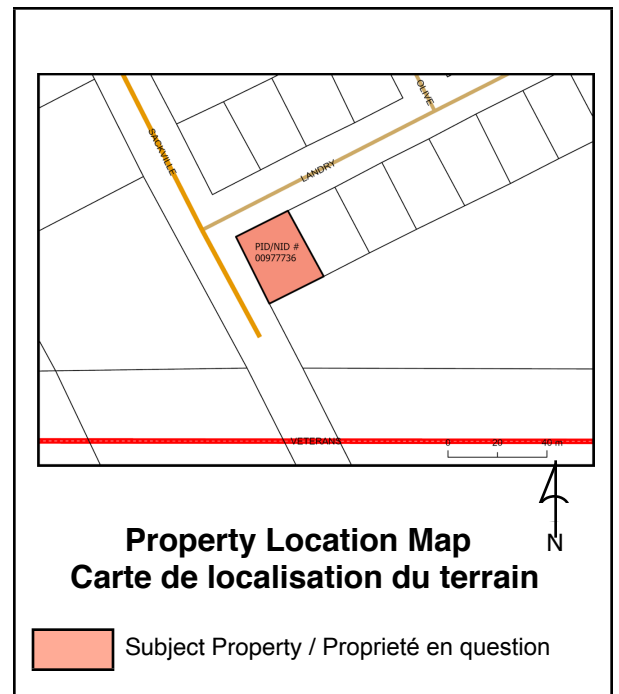 OLIVE
SACKVILLE
LANDRY
PID/NID #
00977736
VETERANS
0 20 40 m
N
Property Location Map
Carte de localisation du terrain
Subject Property / Proprieté en question